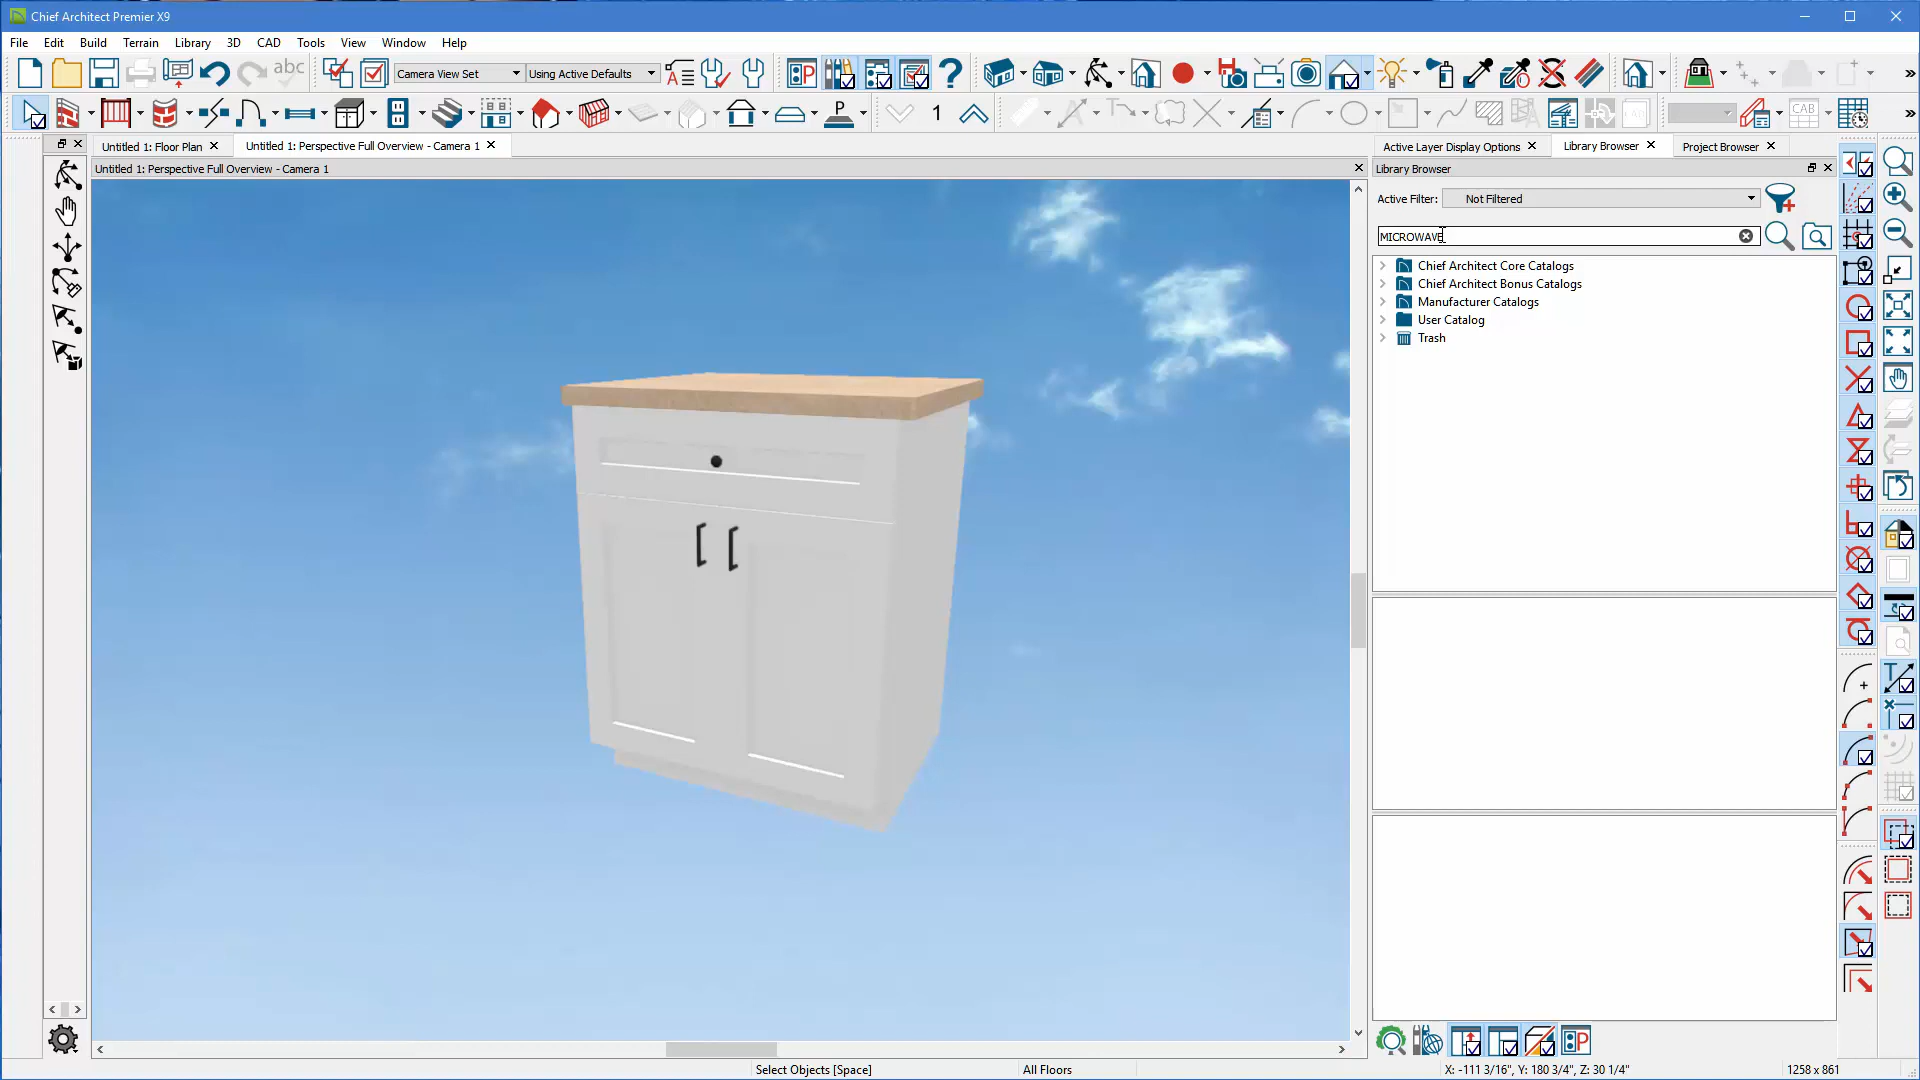 Chief Architect Premier X9
File Edit Build Terrain Library 3D CAD Tools View Window Help
abc Camera View Set Using Active Defaults A P
P 1 CAB
Untitled 1: Floor Plan Untitled 1: Perspective Full Overview - Camera 1 Active Layer Display Options Library Browser Project Browser
Untitled 1: Perspective Full Overview - Camera 1 Library Browser
Active Filter: Not Filtered
MICROWAVE
Chief Architect Core Catalogs
Chief Architect Bonus Catalogs
Manufacturer Catalogs
User Catalog
Trash
T
P
Select Objects [Space] All Floors X: -111 3/16", Y: 180 3/4", Z: 30 1/4" 1258 x 861